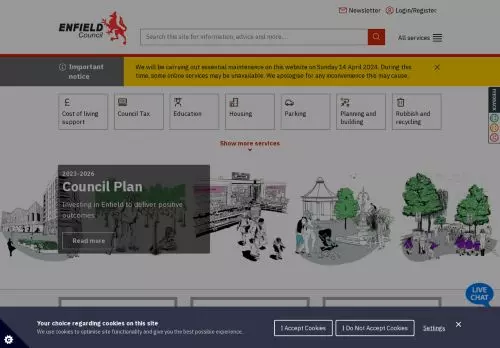 Newsletter
Login/Register
ENFIELD
Council
Search this site for information, advice and more....
All services
Important notice
We will be carrying out essential maintenance on this website on Sunday 14 April 2024. During this
time, some online services may be unavailable. We apologise for any inconvenience this may cause.
FEEDBACK
£
Cost of living
support
Council Tax
Education
Housing
Parking
Planning and
building
Rubbish and
recycling
Show more services
2023-2026
Council Plan
Investing in Enfield to deliver positive
outcomes
Read more
LIVE
CHAT
Your choice regarding cookies on this site
We use cookies to optimise site functionality and give you the best possible experience.
I Accept Cookies
I Do Not Accept Cookies
Settings